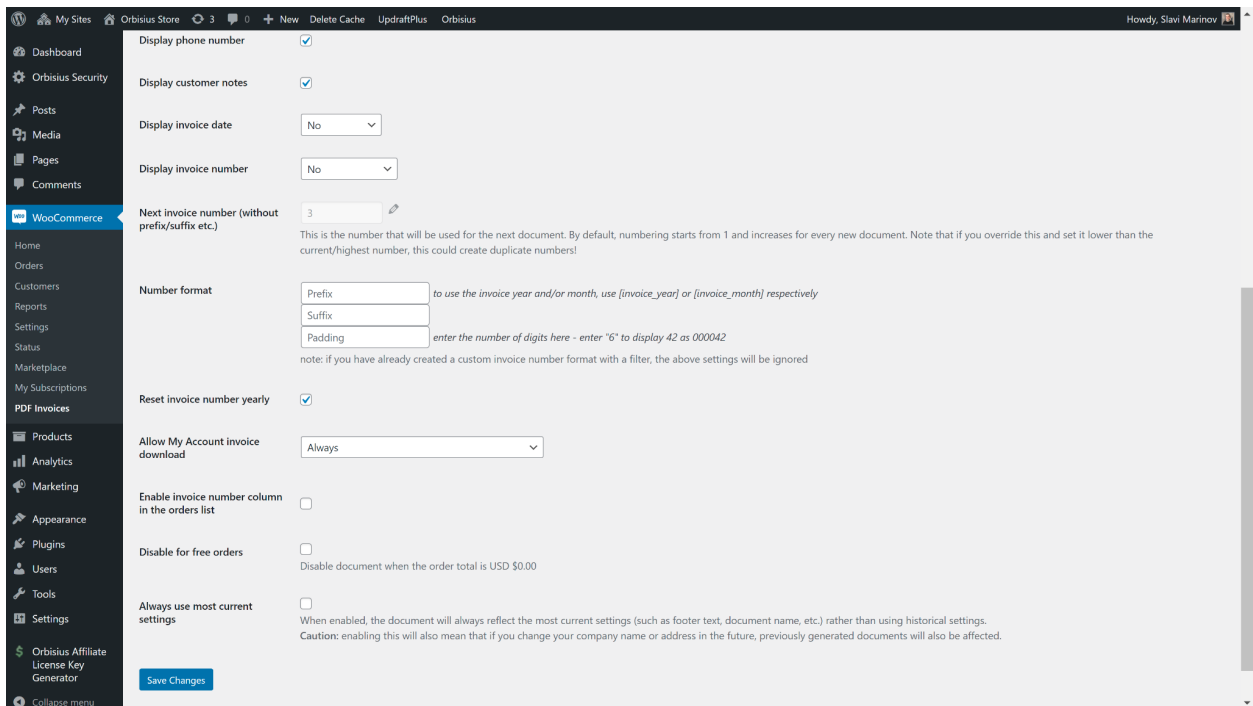 My Sites Orbisius Store 3 0 New Delete Cache UpdraftPlus Orbisius Howdy, Slavi Marinov
Dashboard
Orbisius Security
Posts
Media
Pages
Comments
WooCommerce
Home
Orders
Customers
Reports
Settings
Status
Marketplace
My Subscriptions
PDF Invoices
Products
Analytics
Marketing
Appearance
Plugins
Users
Tools
Settings
Orbisius Affiliate
License Key
Generator
Collapse menu
Display phone number
Display customer notes
Display invoice date No
Display invoice number No
Next invoice number (without
prefix/suffix etc.)
3
This is the number that will be used for the next document. By default, numbering starts from 1 and increases for every new document. Note that if you override this and set it lower than the
current/highest number, this could create duplicate numbers!
Number format
Prefix to use the invoice year and/or month, use [invoice_year] or [invoice_month] respectively
Suffix
Padding enter the number of digits here - enter "6" to display 42 as 000042
note: if you have already created a custom invoice number format with a filter, the above settings will be ignored
Reset invoice number yearly
Allow My Account invoice
download
Always
Enable invoice number column
in the orders list
Disable for free orders
Disable document when the order total is USD $0.00
Always use most current
settings
When enabled, the document will always reflect the most current settings (such as footer text, document name, etc.) rather than using historical settings.
Caution: enabling this will also mean that if you change your company name or address in the future, previously generated documents will also be affected.
Save Changes